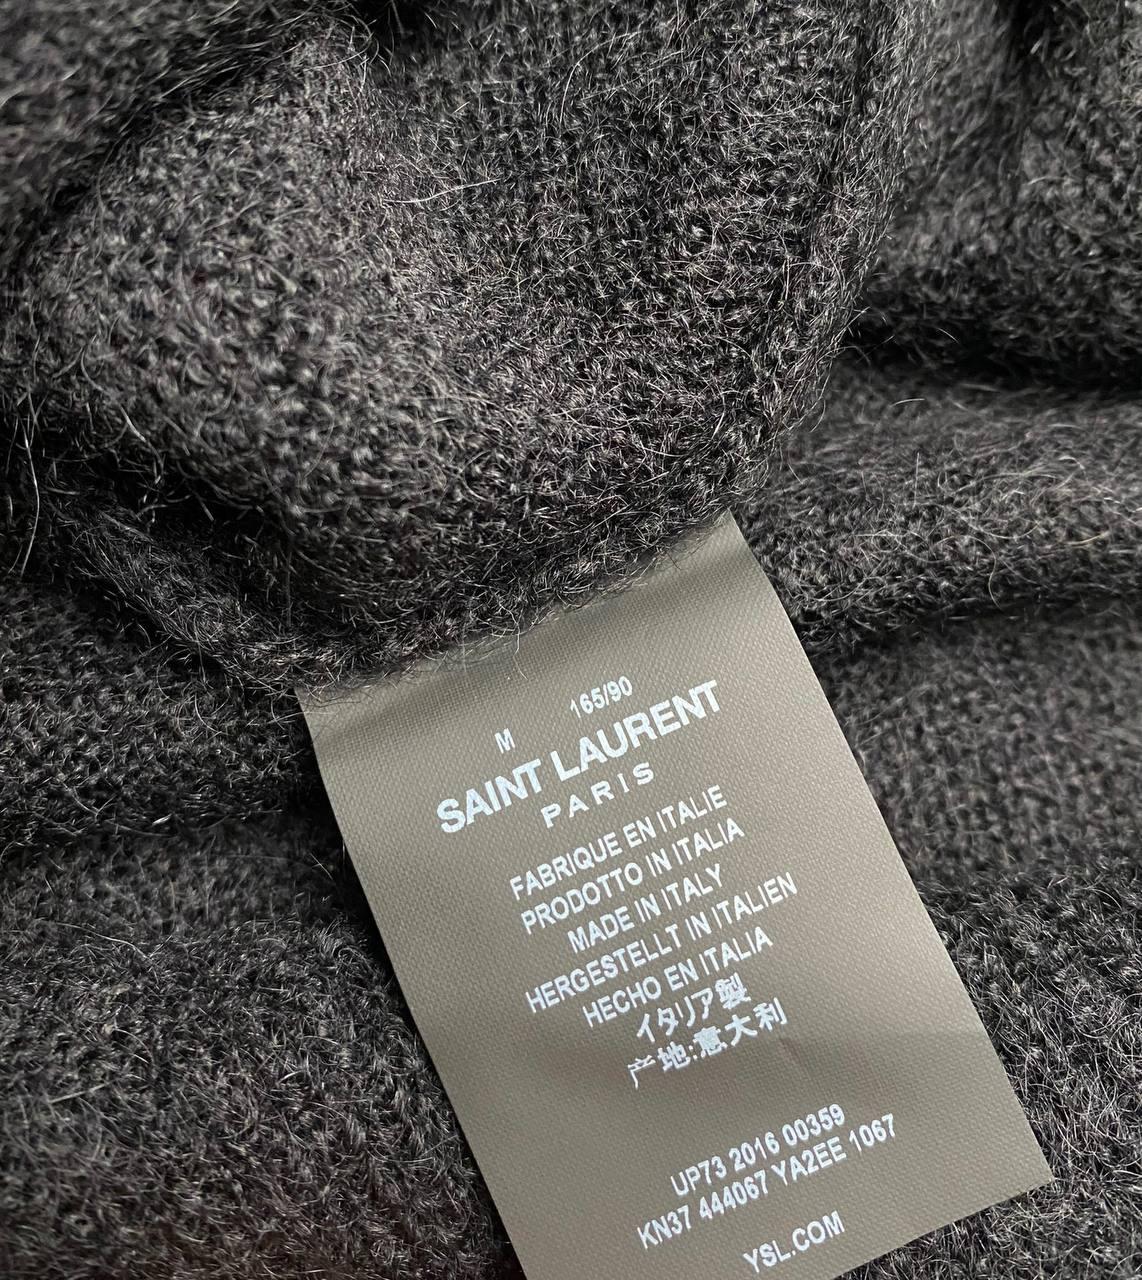 M 165/90
SAINT LAURENT
PARIS
FABRIQUE EN ITALIE
PRODOTTO IN ITALIA
MADE IN ITALY
HERGESTELLT IN ITALIEN
HECHO EN ITALIA
イタリア製
产地:意大利
UP73 2016 00359
KN37 444067 YA2EE 1067
YSL.COM